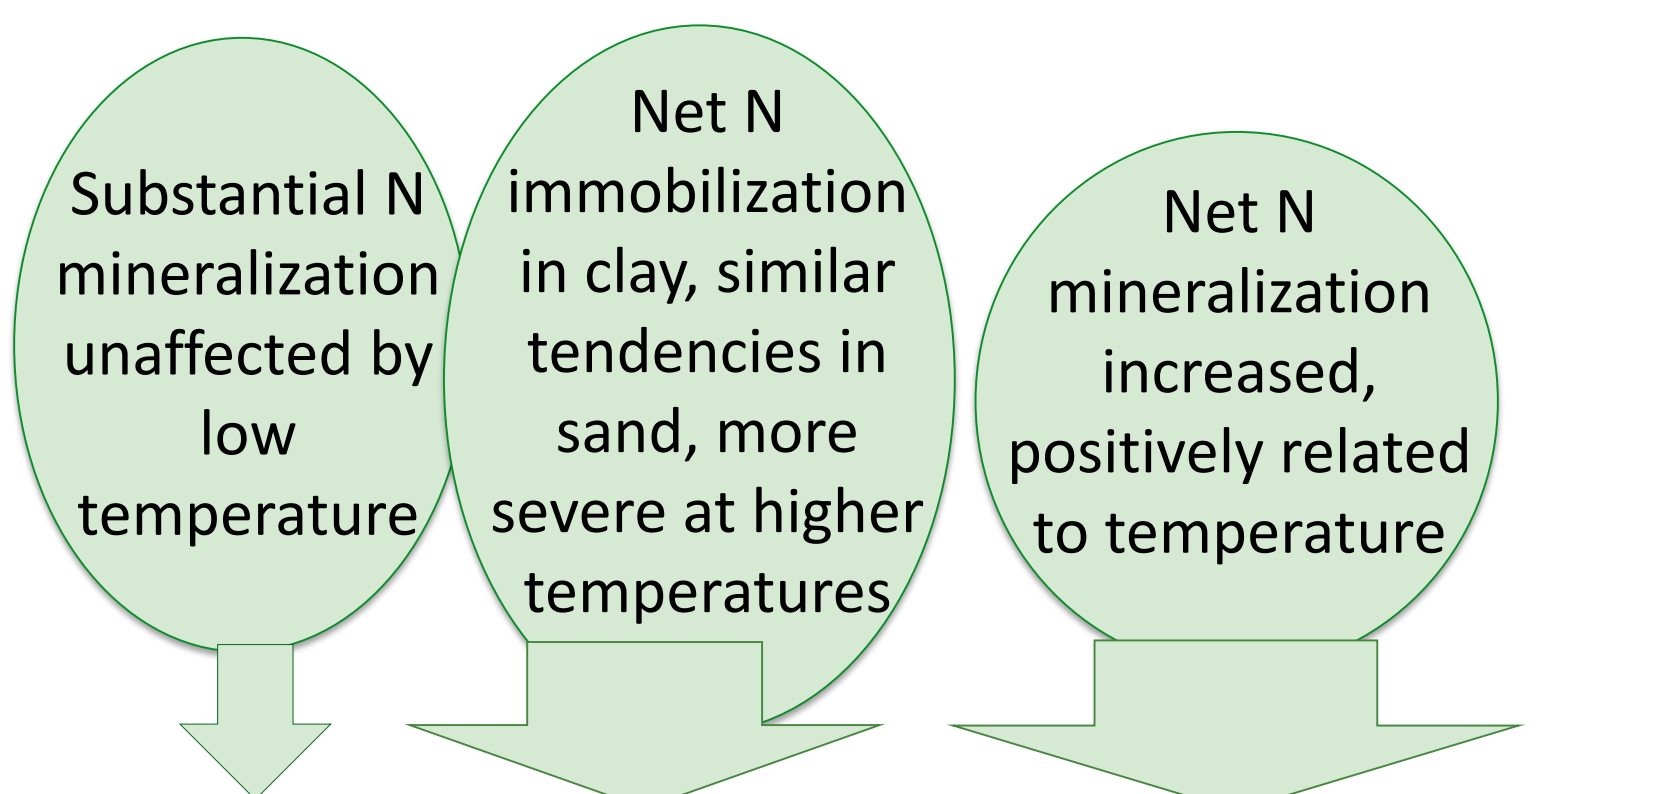 Substantial N
mineralization
unaffected by
low
temperature
Net N
immobilization
in clay, similar
tendencies in
sand, more
severe at higher
temperatures
Net N
mineralization
increased,
positively related
to temperature